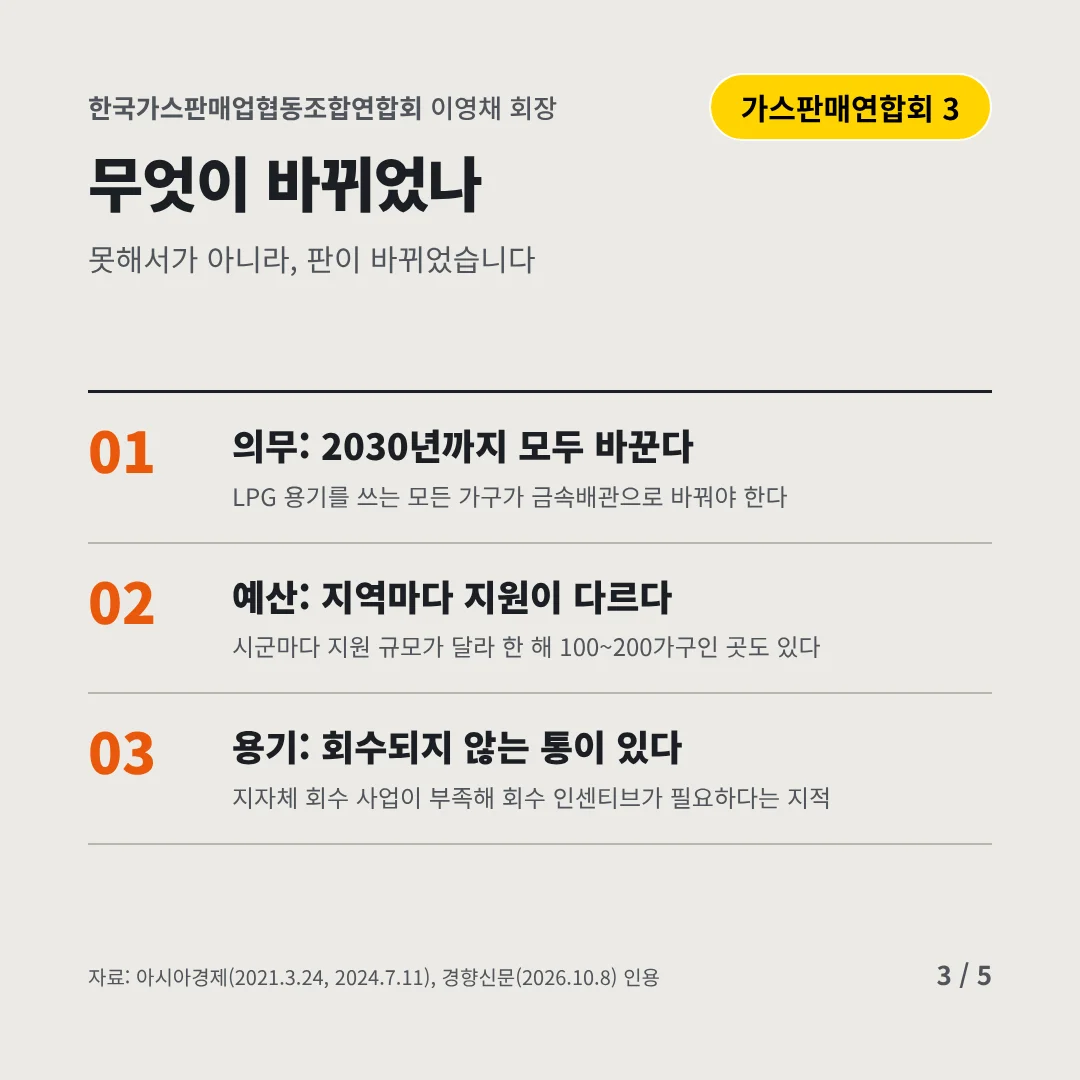 한국가스판매업협동조합연합회 이영채 회장
가스판매연합회 3
무엇이 바뀌었나
못해서가 아니라, 판이 바뀌었습니다
01
의무: 2030년까지 모두 바꾼다
LPG 용기를 쓰는 모든 가구가 금속배관으로 바꿔야 한다
02
예산: 지역마다 지원이 다르다
시군마다 지원 규모가 달라 한 해 100~200가구인 곳도 있다
03
용기: 회수되지 않는 통이 있다
지자체 회수 사업이 부족해 회수 인센티브가 필요하다는 지적
자료: 아시아경제(2021.3.24, 2024.7.11), 경향신문(2026.10.8) 인용
3 / 5